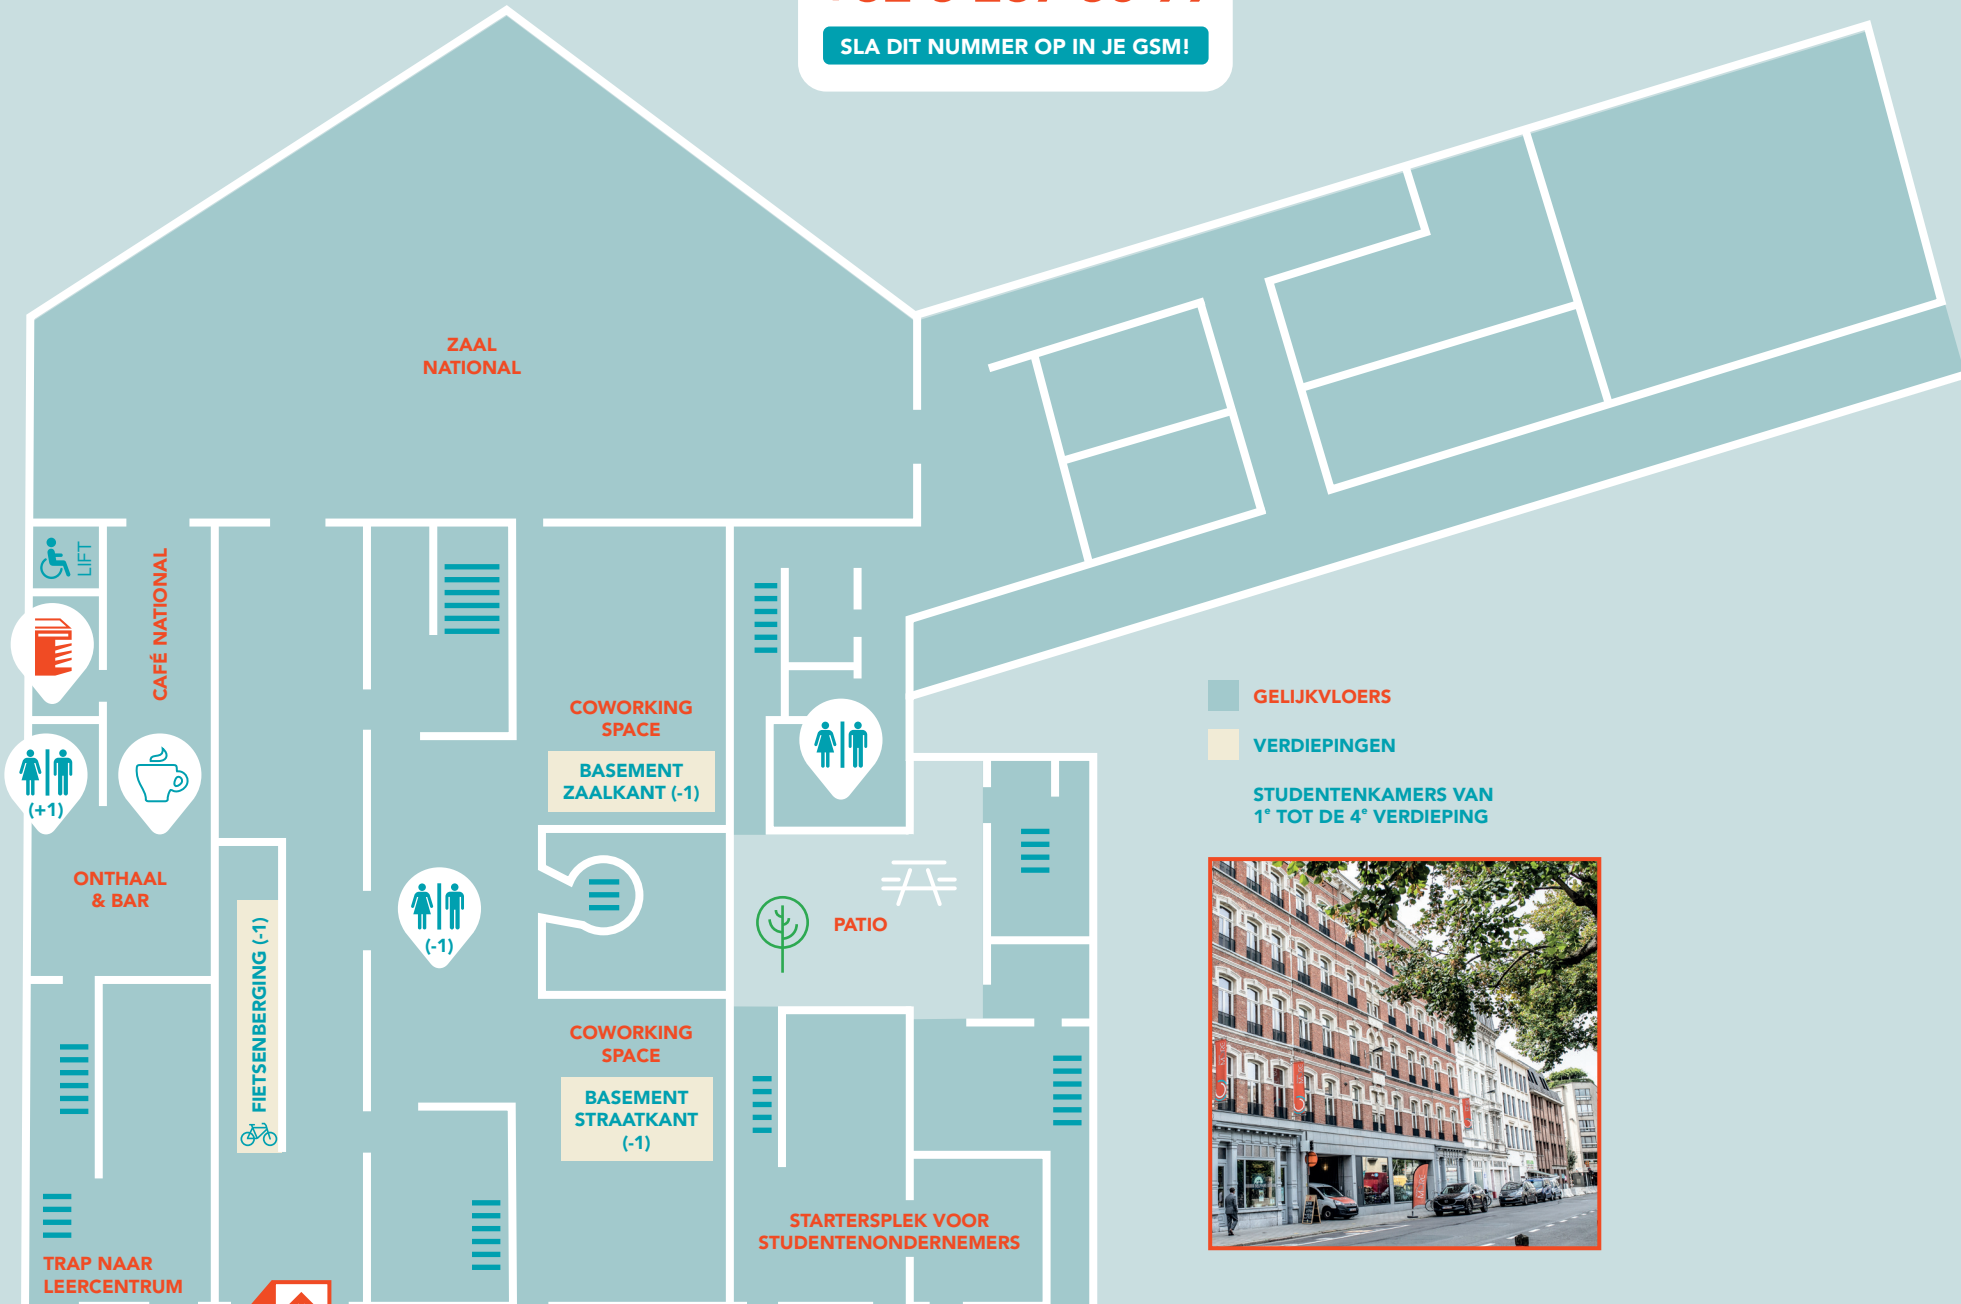 SLA DIT NUMMER OP IN JE GSM!
ZAAL
NATIONAL
LIFT
CAFÉ NATIONAL
COWORKING
SPACE
BASEMENT
ZAALKANT (-1)
(+1)
ONTHAAL
& BAR
(-1)
FIETSENBERGING (-1)
PATIO
COWORKING
SPACE
BASEMENT
STRAATKANT
(-1)
STARTERSPLEK VOOR
STUDENTENONDERNEMERS
TRAP NAAR
LEERCENTRUM
GELIJKVLOERS
VERDIEPINGEN
STUDENTENKAMERS VAN
1e TOT DE 4e VERDIEPING